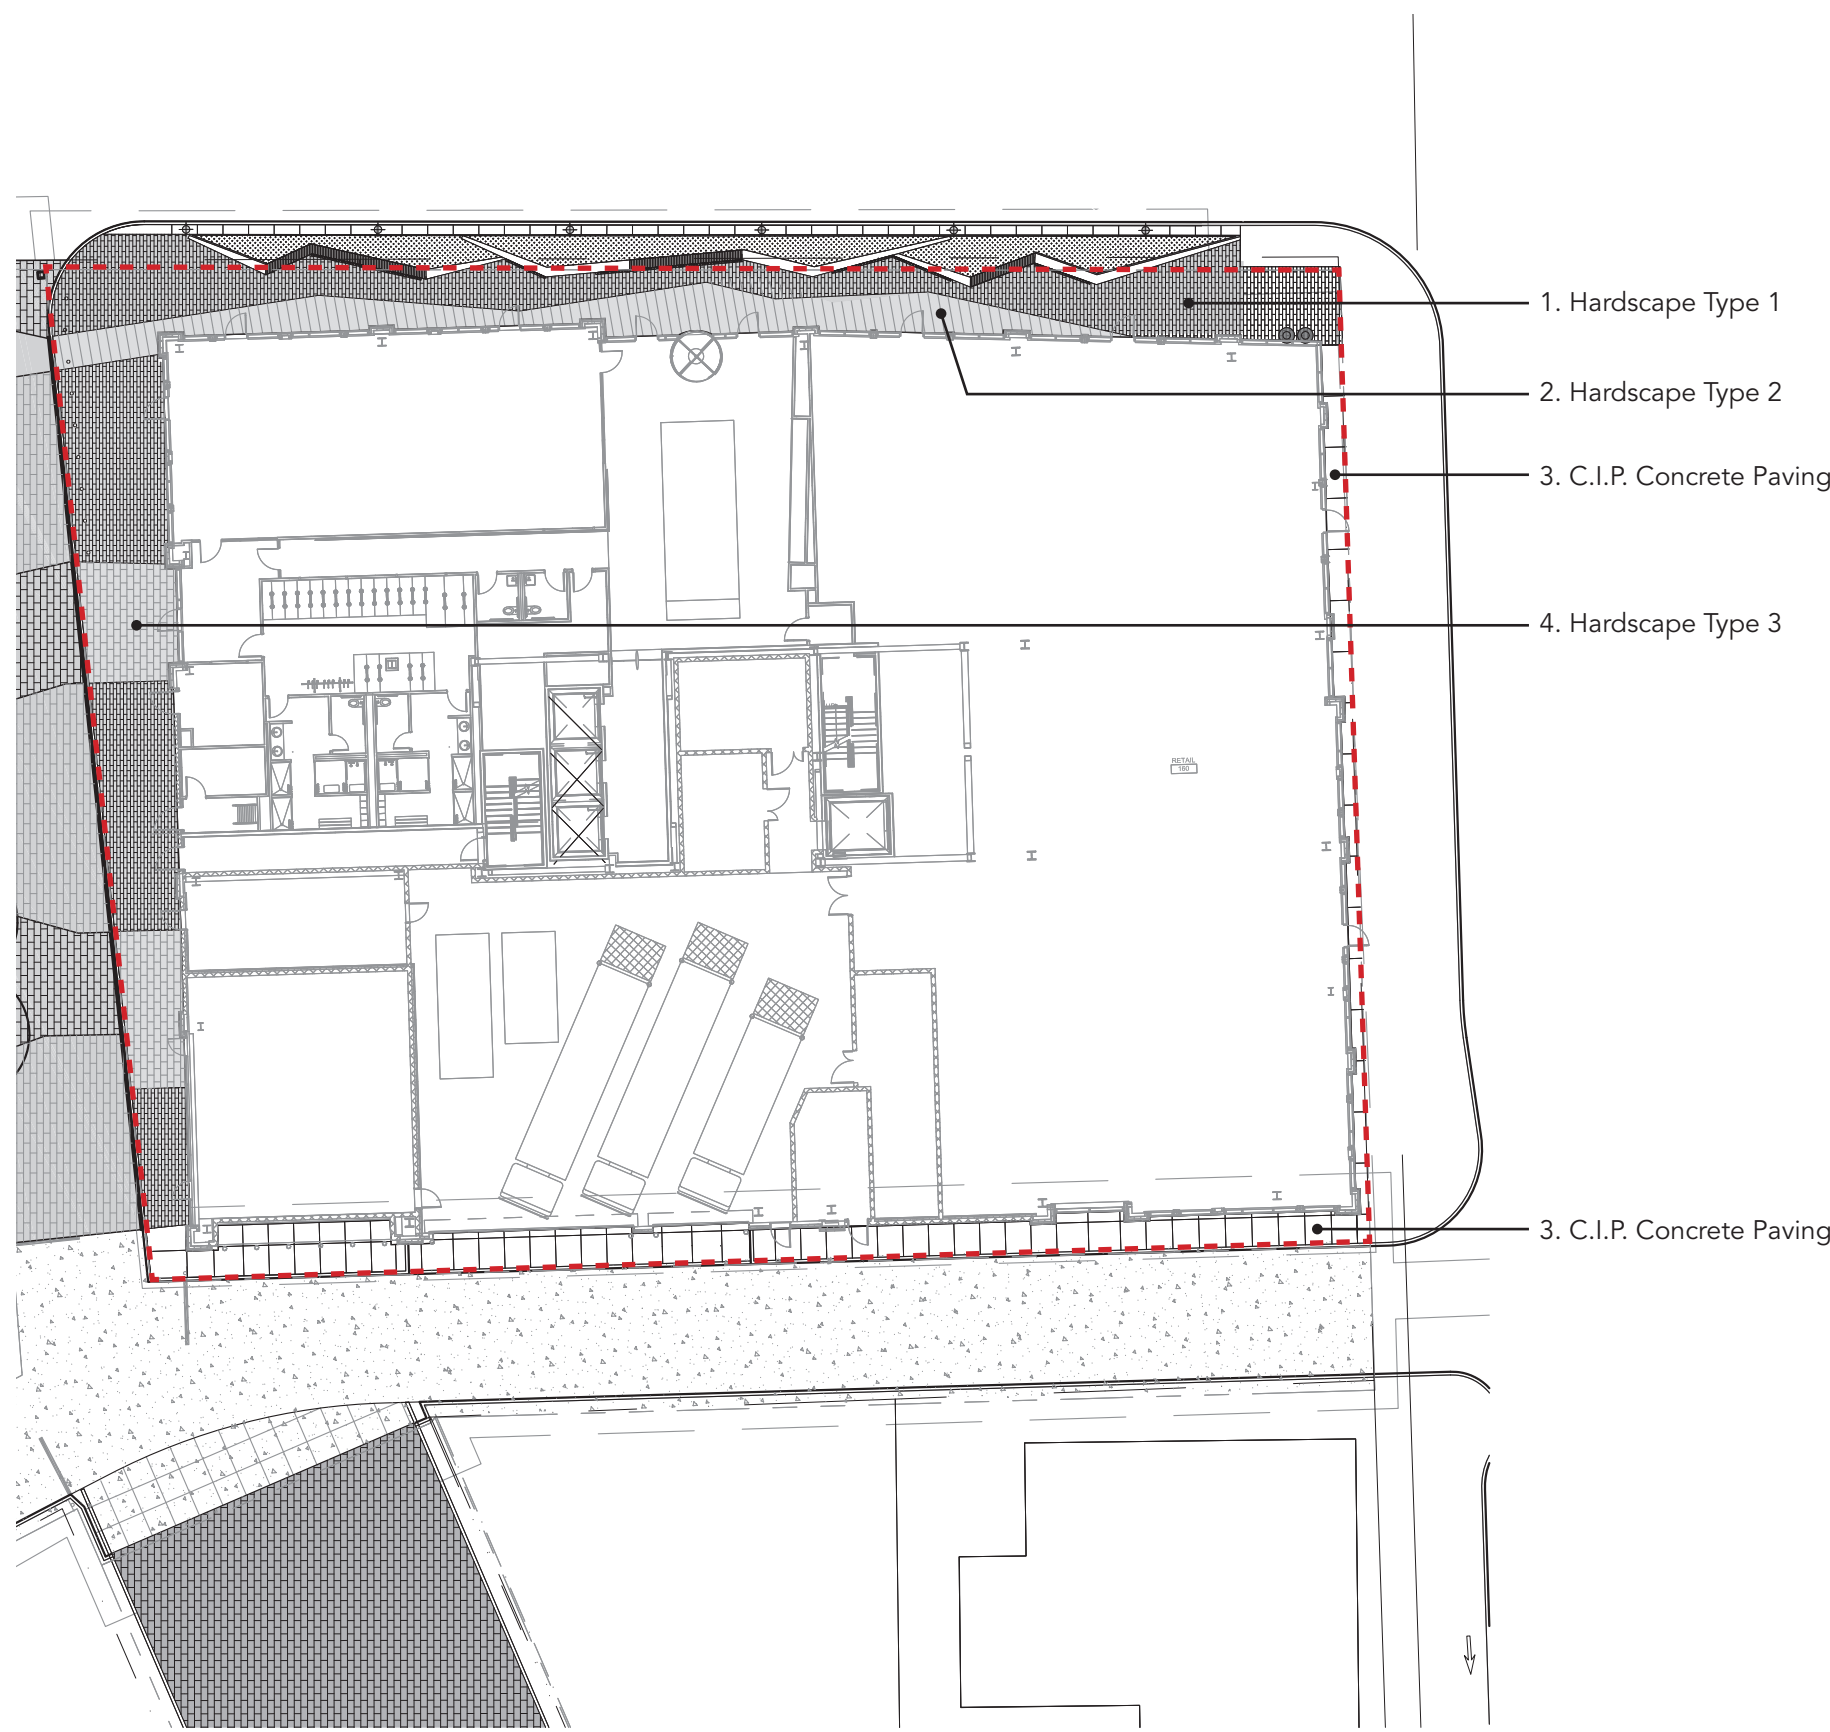 1. Hardscape Type 1
2. Hardscape Type 2
3. C.I.P. Concrete Paving
4. Hardscape Type 3
RETAIL
160
3. C.I.P. Concrete Paving